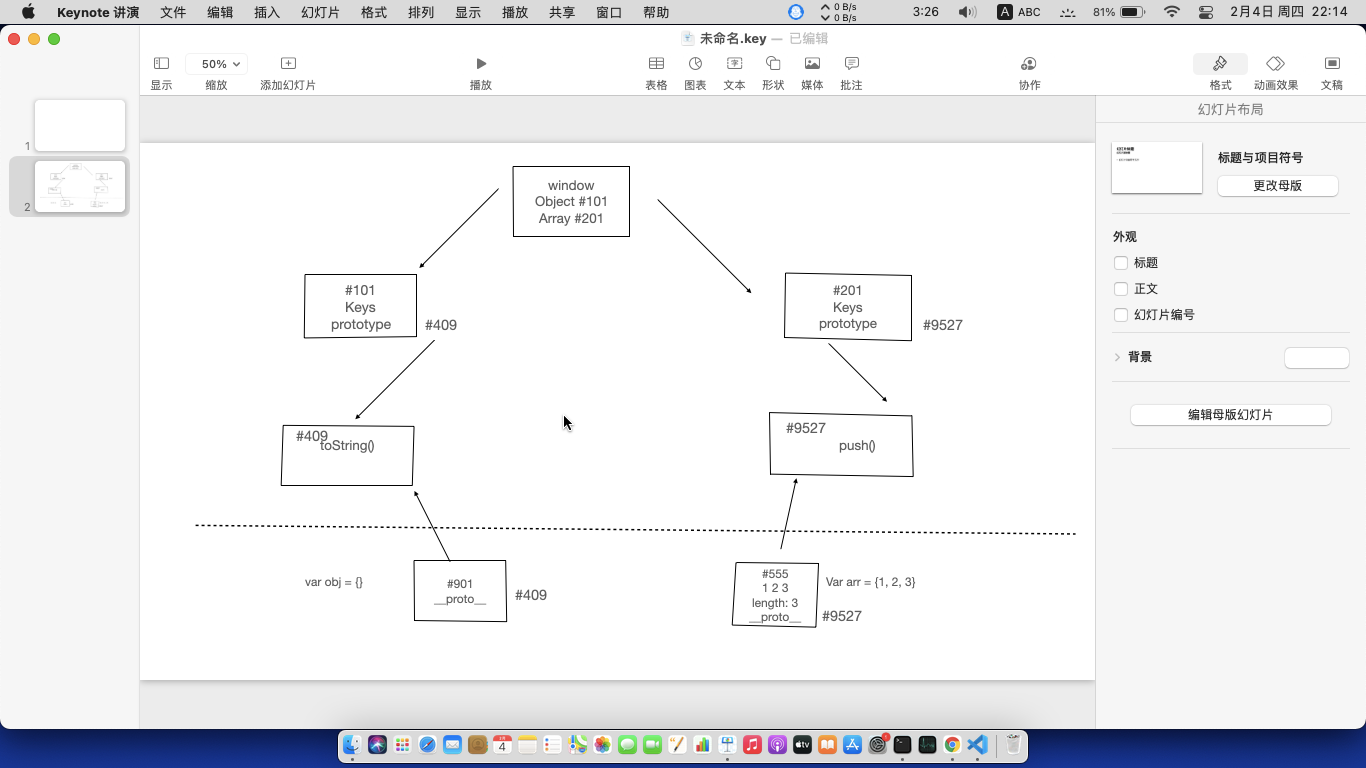 Keynote 讲演 文件 编辑 插入 幻灯片 格式 排列 显示 播放 共享 窗口 帮助 0 B/s 0 B/s 3:26 A ABC 81% 2月4日 周四 22:14
未命名.key — 已编辑
50%
显示 缩放 添加幻灯片 播放 表格 图表 文本 形状 媒体 批注 协作 格式 动画效果 文稿
1
2
window
Object #101
Array #201
#101
Keys
prototype
#409
#201
Keys
prototype
#9527
#409
toString()
#9527
push()
var obj = {}
#901
__proto__
#409
#555
1 2 3
length: 3
__proto__
Var arr = {1, 2, 3}
#9527
幻灯片布局
标题与项目符号
更改母版
外观
标题
正文
幻灯片编号
背景
编辑母版幻灯片
4
tv